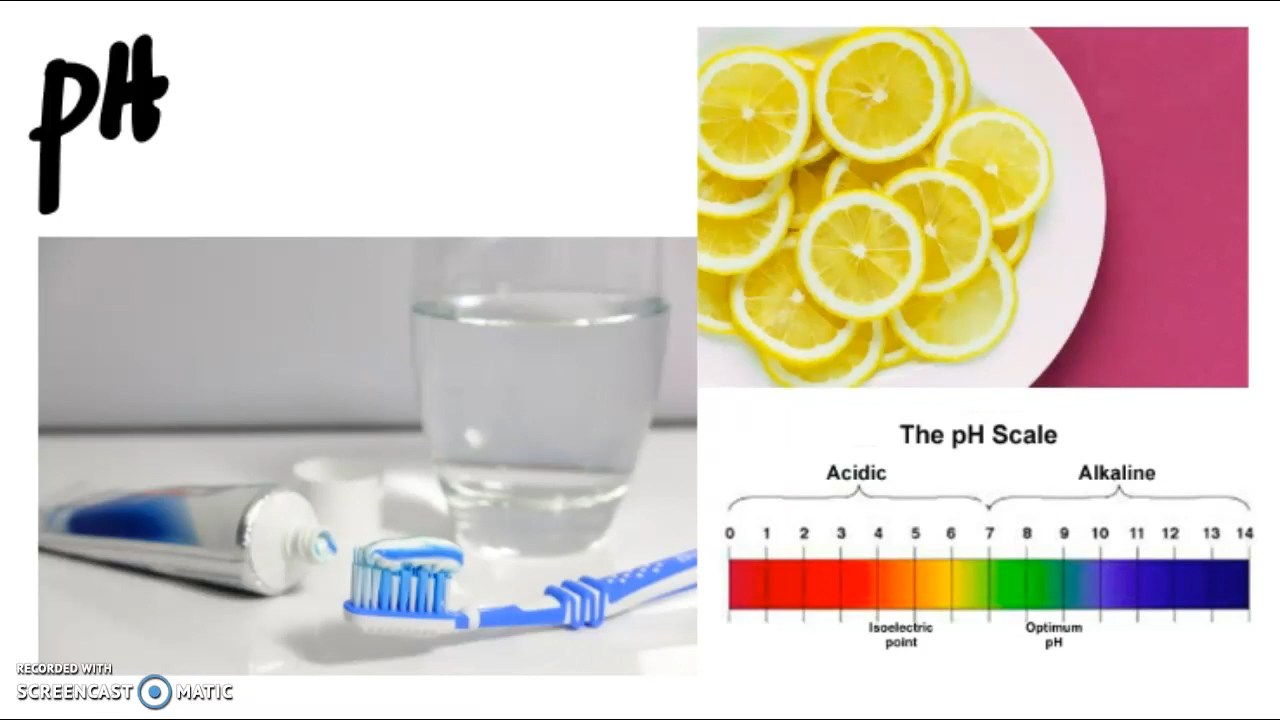 pH
The pH Scale
Acidic Alkaline
0 1 2 3 4 5 6 7 8 9 10 11 12 13 14
Isoelectric point
Optimum pH
RECORDED WITH
SCREENCAST MATIC